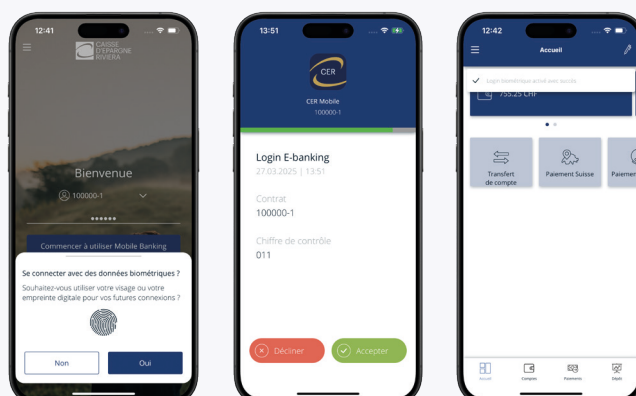 12:41
CAISSE
D'EPARGNE
RIVIERA
Bienvenue
100000-1
••••••
Commencer à utiliser Mobile Banking
Se connecter avec des données biométriques ?
Souhaitez-vous utiliser votre visage ou votre
empreinte digitale pour vos futures connexions ?
Non
Oui
13:51
CER
CER Mobile
100000-1
Login E-banking
27.03.2025 | 13:51
Contrat
100000-1
Chiffre de contrôle
011
Décliner
Accepter
12:42
Accueil
Login biométrique activé avec succès
755.25 CHF
Transfert
de compte
Paiement Suisse
Paiemen
Accueil
Comptes
Paiements
Dépôt